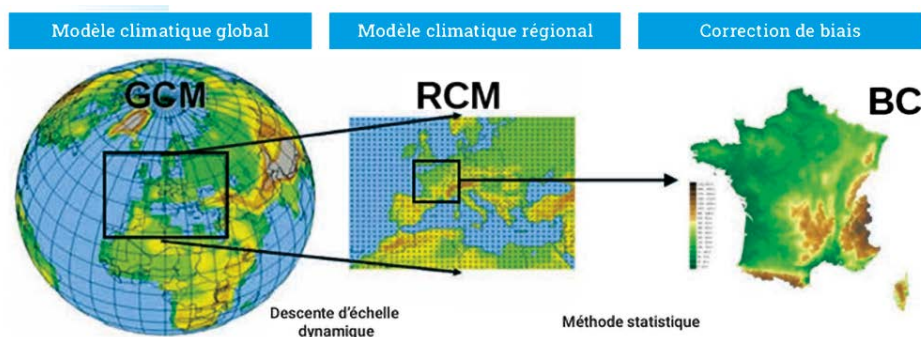 Modèle climatique global
Modèle climatique régional
Correction de biais
GCM
RCM
BC
Descente d'échelle
dynamique
Méthode statistique